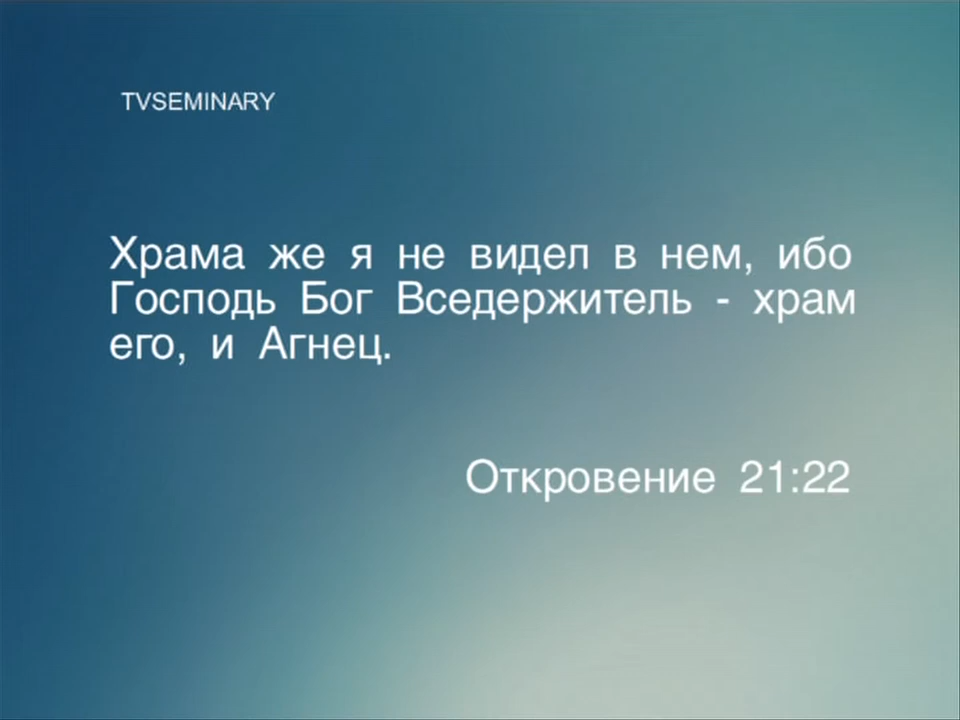 TVSEMINARY
Храма же я не видел в нем, ибо
Господь Бог Вседержитель - храм
его, и Агнец.
Откровение 21:22